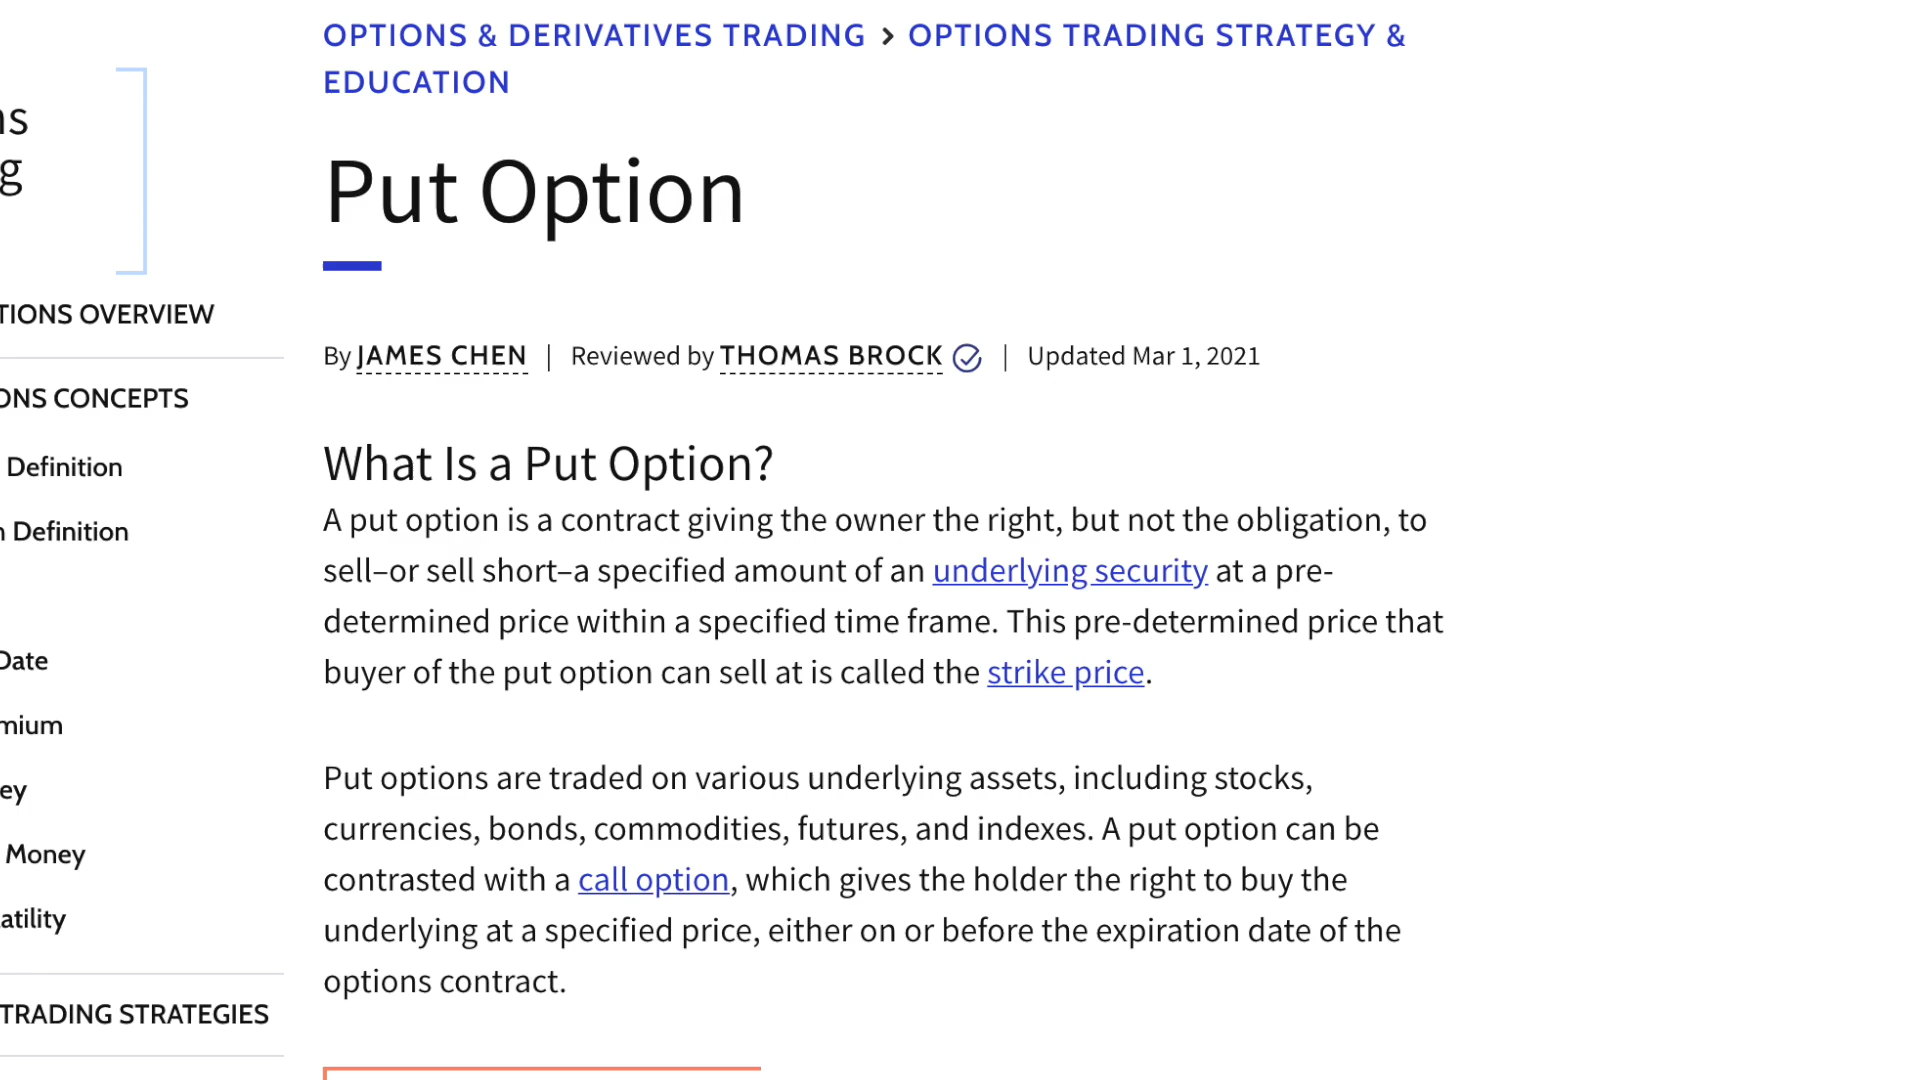 OPTIONS & DERIVATIVES TRADING > OPTIONS TRADING STRATEGY &
EDUCATION
Put Option
By JAMES CHEN | Reviewed by THOMAS BROCK | Updated Mar 1, 2021
What Is a Put Option?
A put option is a contract giving the owner the right, but not the obligation, to
sell–or sell short–a specified amount of an underlying security at a pre-
determined price within a specified time frame. This pre-determined price that
buyer of the put option can sell at is called the strike price.
Put options are traded on various underlying assets, including stocks,
currencies, bonds, commodities, futures, and indexes. A put option can be
contrasted with a call option, which gives the holder the right to buy the
underlying at a specified price, either on or before the expiration date of the
options contract.
OVERVIEW
CONCEPTS
Definition
Definition
Date
Money
TRADING STRATEGIES